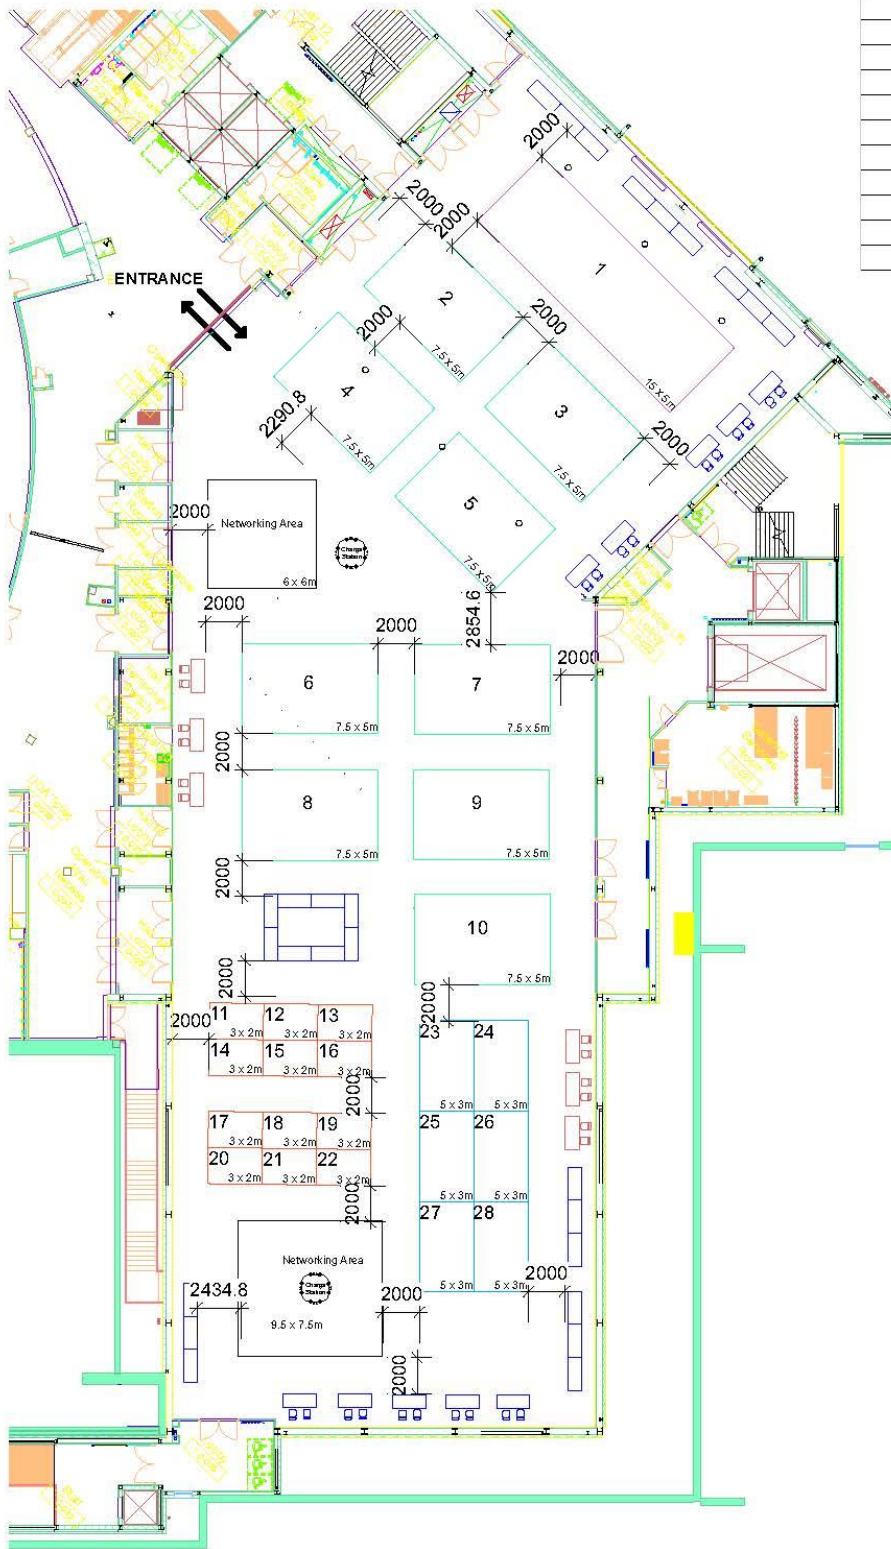 ENTRANCE
2000
2000
2000
1
15 x 5m
2
7.5 x 5m
2000
2000
3
7.5 x 5m
2000
4
7.5 x 5m
2290.8
5
7.5 x 5m
2000
Networking Area
6 x 6m
Charge
Station
2854.6
2000
2000
2000
6
7.5 x 5m
7
7.5 x 5m
2000
8
7.5 x 5m
9
7.5 x 5m
2000
10
7.5 x 5m
2000
2000
2000
11
3 x 2m
12
3 x 2m
13
3 x 2m
14
3 x 2m
15
3 x 2m
16
3 x 2m
2000
17
3 x 2m
18
3 x 2m
19
3 x 2m
20
3 x 2m
21
3 x 2m
22
3 x 2m
2000
23
5 x 3m
24
5 x 3m
25
5 x 3m
26
5 x 3m
27
5 x 3m
28
5 x 3m
2000
Networking Area
Charge
Station
9.5 x 7.5m
2434.8
2000
2000